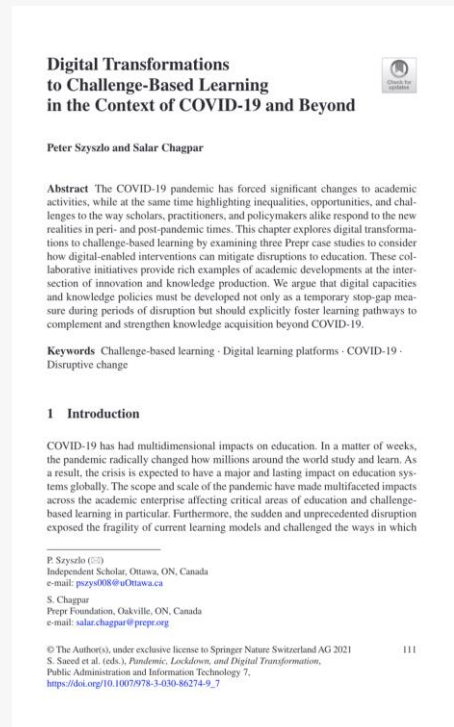 Digital Transformations
to Challenge-Based Learning
in the Context of COVID-19 and Beyond
Check for
updates
Peter Szyszlo and Salar Chagpar
Abstract The COVID-19 pandemic has forced significant changes to academic
activities, while at the same time highlighting inequalities, opportunities, and chal-
lenges to the way scholars, practitioners, and policymakers alike respond to the new
realities in peri- and post-pandemic times. This chapter explores digital transforma-
tions to challenge-based learning by examining three Prepr case studies to consider
how digital-enabled interventions can mitigate disruptions to education. These col-
laborative initiatives provide rich examples of academic developments at the inter-
section of innovation and knowledge production. We argue that digital capacities
and knowledge policies must be developed not only as a temporary stop-gap mea-
sure during periods of disruption but should explicitly foster learning pathways to
complement and strengthen knowledge acquisition beyond COVID-19.
Keywords Challenge-based learning · Digital learning platforms · COVID-19 ·
Disruptive change
1 Introduction
COVID-19 has had multidimensional impacts on education. In a matter of weeks,
the pandemic radically changed how millions around the world study and learn. As
a result, the crisis is expected to have a major and lasting impact on education sys-
tems globally. The scope and scale of the pandemic have made multifaceted impacts
across the academic enterprise affecting critical areas of education and challenge-
based learning in particular. Furthermore, the sudden and unprecedented disruption
exposed the fragility of current learning models and challenged the ways in which
P. Szyszlo (✉)
Independent Scholar, Ottawa, ON, Canada
e-mail: pszys008@uOttawa.ca
S. Chagpar
Prepr Foundation, Oakville, ON, Canada
e-mail: salar.chagpar@prepr.org
© The Author(s), under exclusive license to Springer Nature Switzerland AG 2021 111
S. Saeed et al. (eds.), Pandemic, Lockdown, and Digital Transformation,
Public Administration and Information Technology 7,
https://doi.org/10.1007/978-3-030-86274-9_7